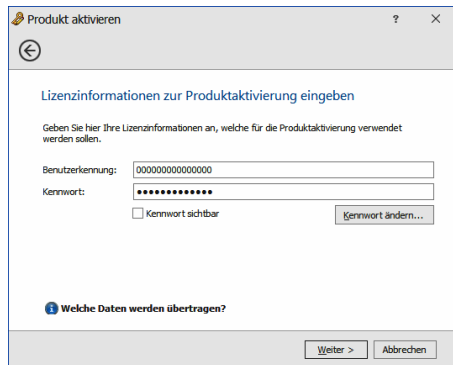 Produkt aktivieren ?
Lizenzinformationen zur Produktaktivierung eingeben
Geben Sie hier Ihre Lizenzinformationen an, welche für die Produktaktivierung verwendet
werden sollen.
Benutzerkennung: 000000000000000
Kennwort: •••••••••••••
Kennwort sichtbar Kennwort ändern...
Welche Daten werden übertragen?
Weiter > Abbrechen